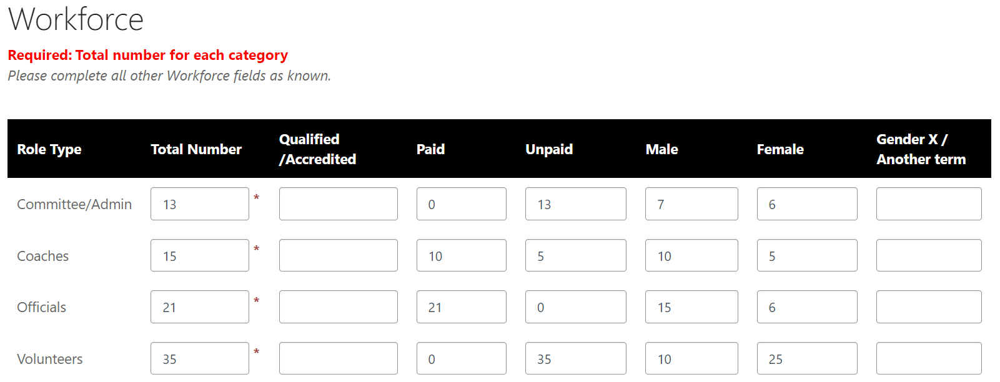 Workforce
Required: Total number for each category
Please complete all other Workforce fields as known.
Role Type Total Number Qualified /Accredited Paid Unpaid Male Female Gender X / Another term
Committee/Admin 13 * 0 13 7 6
Coaches 15 * 10 5 10 5
Officials 21 * 21 0 15 6
Volunteers 35 * 0 35 10 25